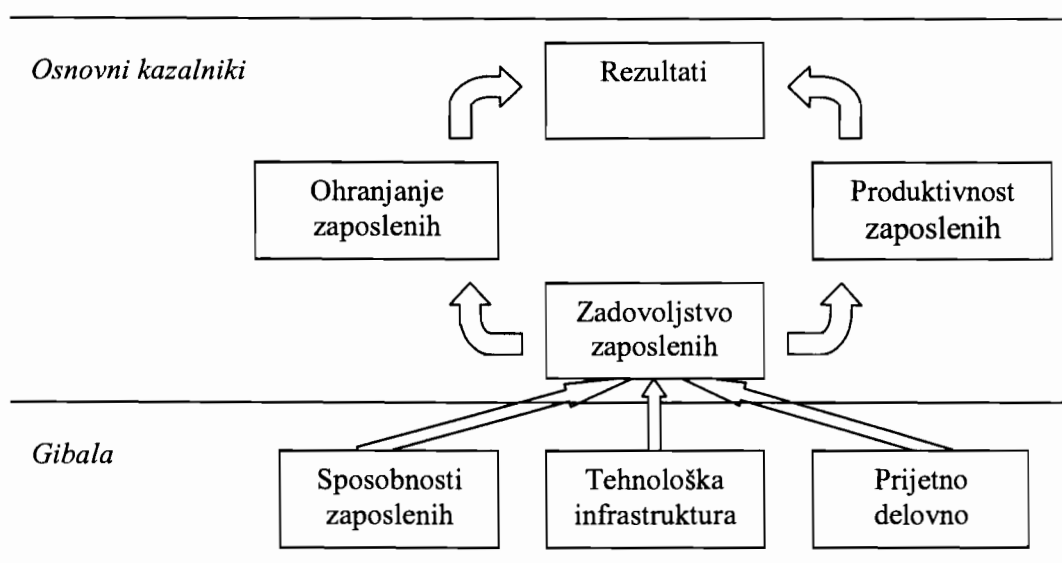 Osnovni kazalniki
Rezultati
Ohranjanje
zaposlenih
Produktivnost
zaposlenih
Zadovoljstvo
zaposlenih
Gibala
Sposobnosti
zaposlenih
Tehnološka
infrastruktura
Prijetno
delovno